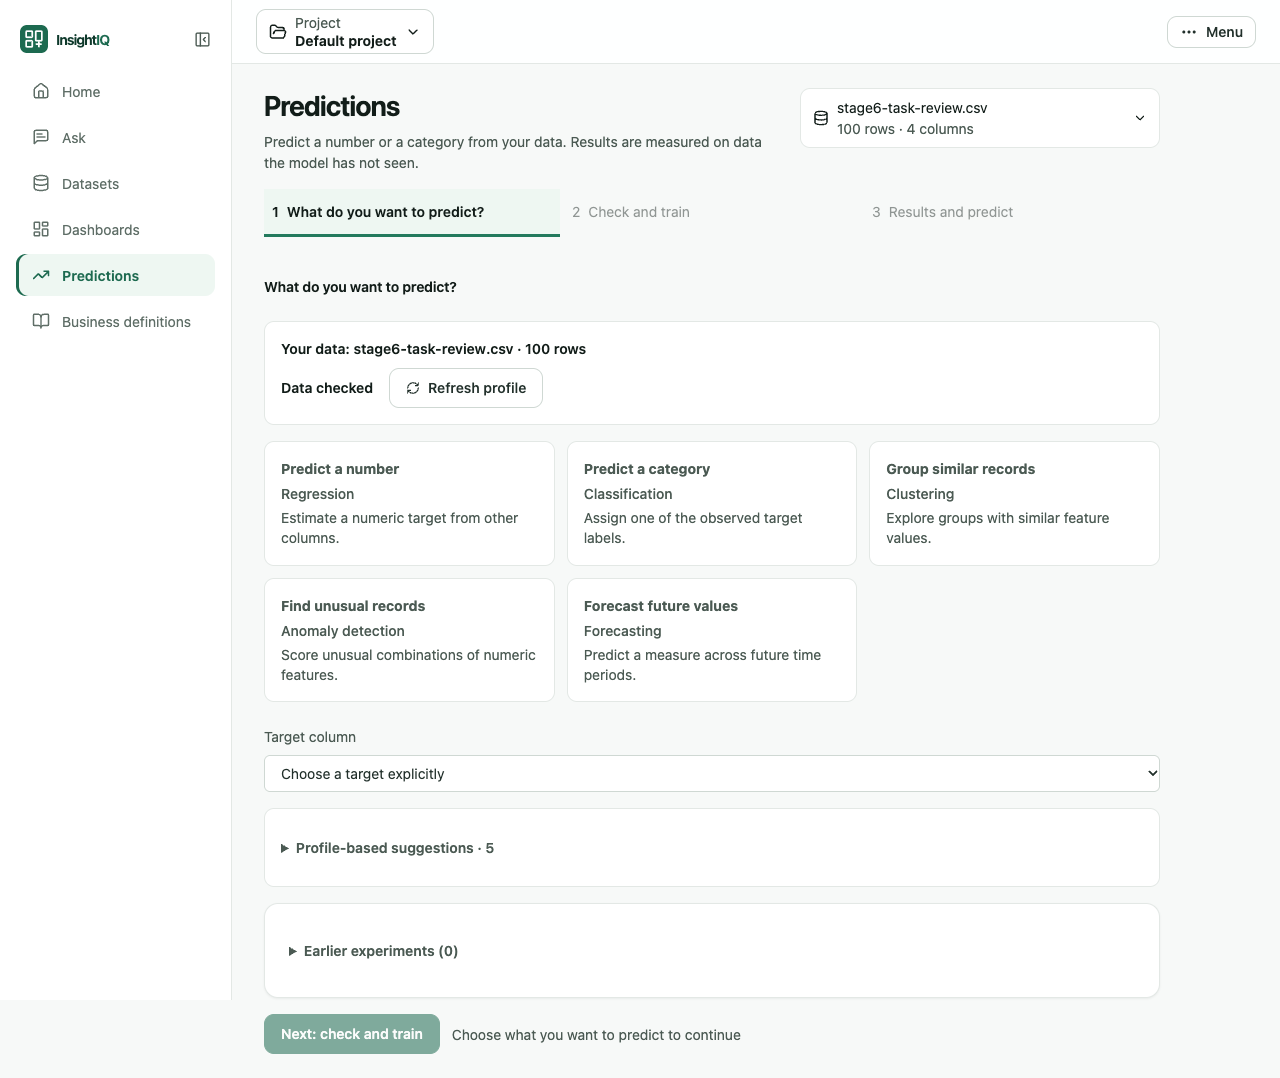 InsightIQ
Home
Ask
Datasets
Dashboards
Predictions
Business definitions
Project
Default project
Menu
Predictions
Predict a number or a category from your data. Results are measured on data
the model has not seen.
stage6-task-review.csv
100 rows · 4 columns
1 What do you want to predict?
2 Check and train
3 Results and predict
What do you want to predict?
Your data: stage6-task-review.csv · 100 rows
Data checked
Refresh profile
Predict a number
Regression
Estimate a numeric target from other
columns.
Predict a category
Classification
Assign one of the observed target
labels.
Group similar records
Clustering
Explore groups with similar feature
values.
Find unusual records
Anomaly detection
Score unusual combinations of numeric
features.
Forecast future values
Forecasting
Predict a measure across future time
periods.
Target column
Choose a target explicitly
Profile-based suggestions · 5
Earlier experiments (0)
Next: check and train
Choose what you want to predict to continue